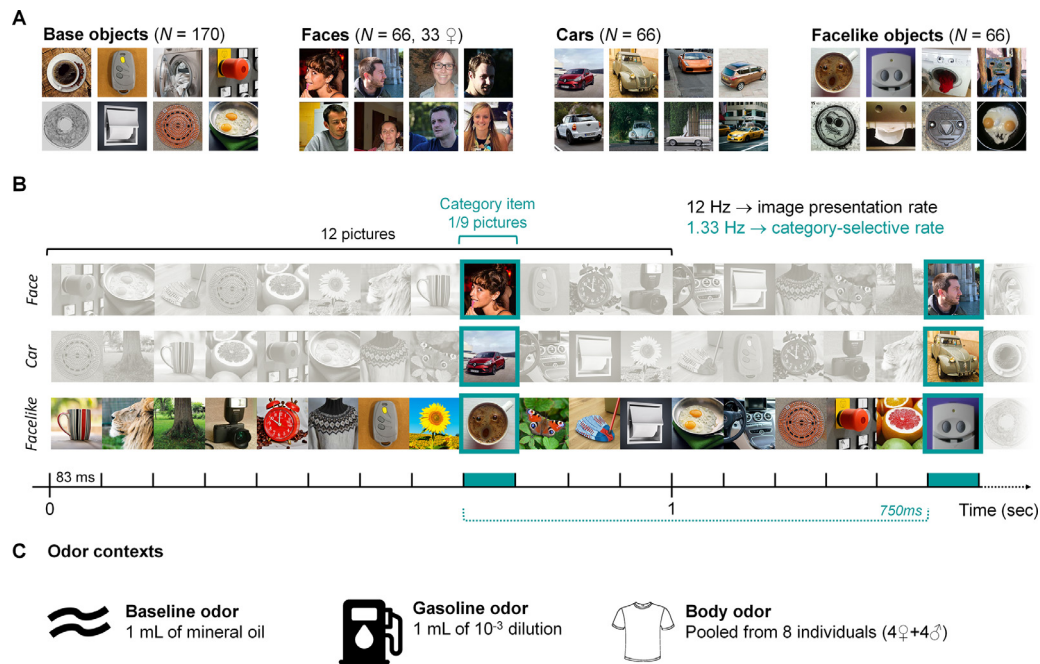 A
Base objects (N = 170)
Faces (N = 66, 33 ♀)
Cars (N = 66)
Facelike objects (N = 66)
B
Category item
1/9 pictures
12 pictures
12 Hz → image presentation rate
1.33 Hz → category-selective rate
Face
Car
Facelike
83 ms
0
1
750ms
Time (sec)
C Odor contexts
Baseline odor
1 mL of mineral oil
Gasoline odor
1 mL of 10⁻³ dilution
Body odor
Pooled from 8 individuals (4♀+4♂)